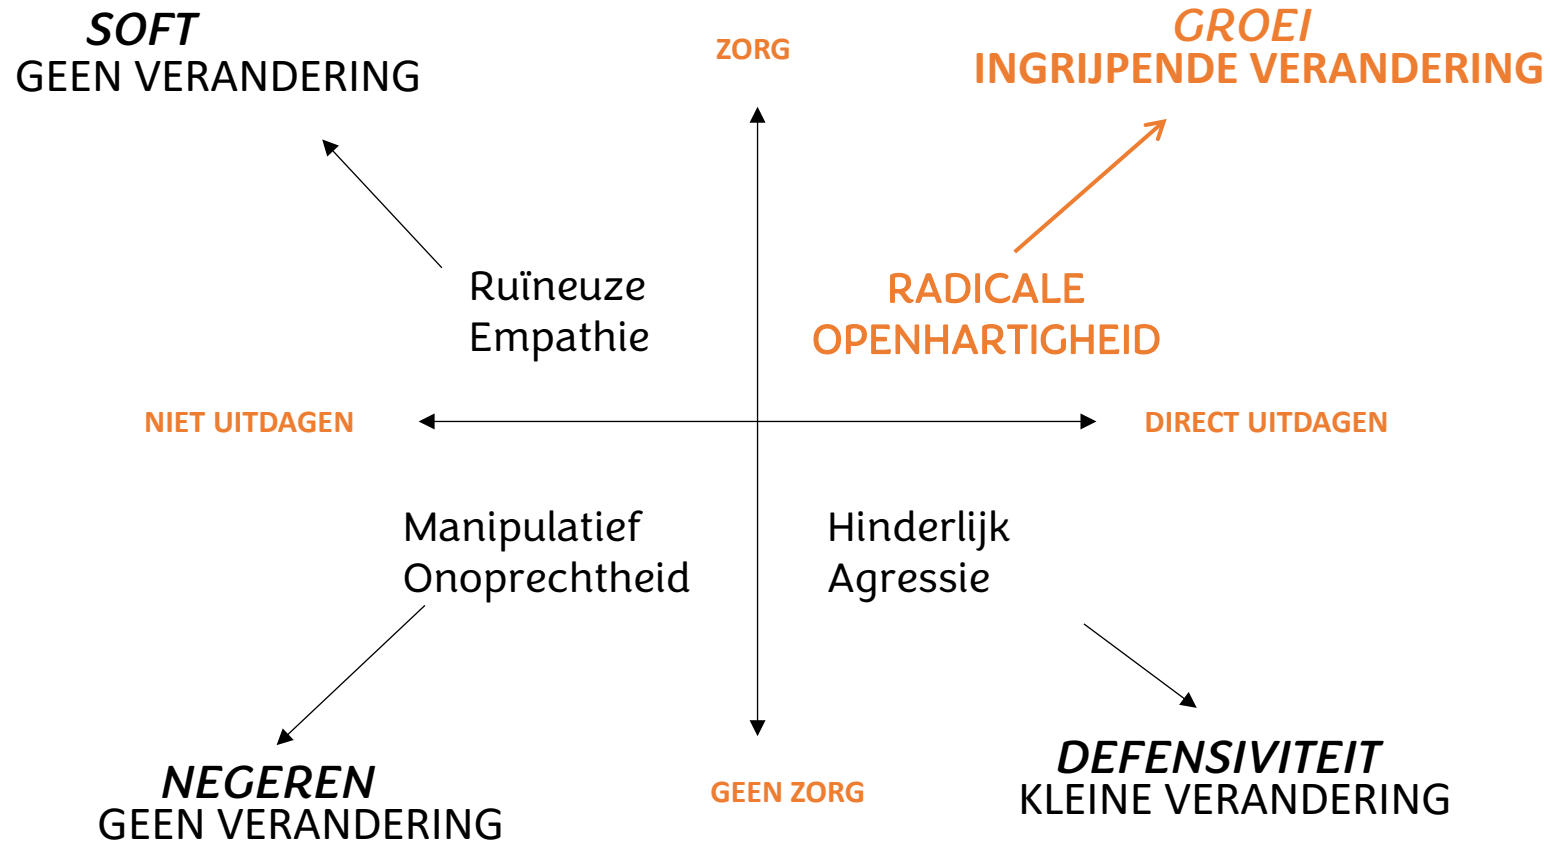 SOFT
GEEN VERANDERING
ZORG
GROEI
INGRIJPENDE VERANDERING
Ruïneuze
Empathie
RADICALE
OPENHARTIGHEID
NIET UITDAGEN
DIRECT UITDAGEN
Manipulatief
Onoprechtheid
Hinderlijk
Agressie
NEGEREN
GEEN VERANDERING
GEEN ZORG
DEFENSIVITEIT
KLEINE VERANDERING